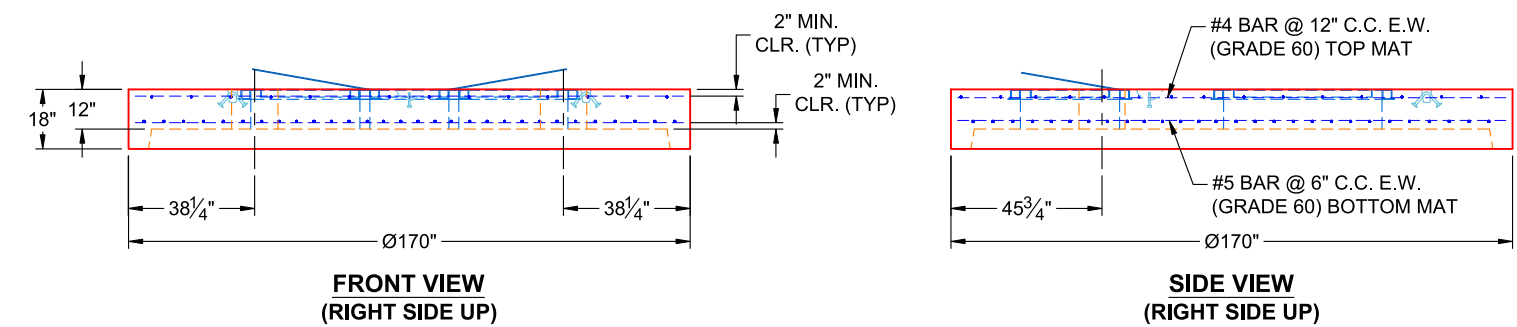 2" MIN.
CLR. (TYP)
2" MIN.
CLR. (TYP)
12"
18"
38¼"
38¼"
Ø170"
FRONT VIEW
(RIGHT SIDE UP)
#4 BAR @ 12" C.C. E.W.
(GRADE 60) TOP MAT
#5 BAR @ 6" C.C. E.W.
(GRADE 60) BOTTOM MAT
45¾"
Ø170"
SIDE VIEW
(RIGHT SIDE UP)